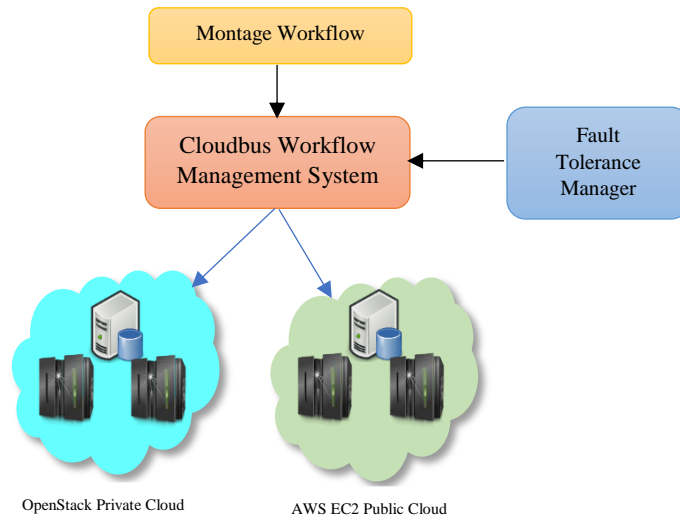 Montage Workflow
Cloudbus Workflow
Management System
Fault
Tolerance
Manager
OpenStack Private Cloud
AWS EC2 Public Cloud